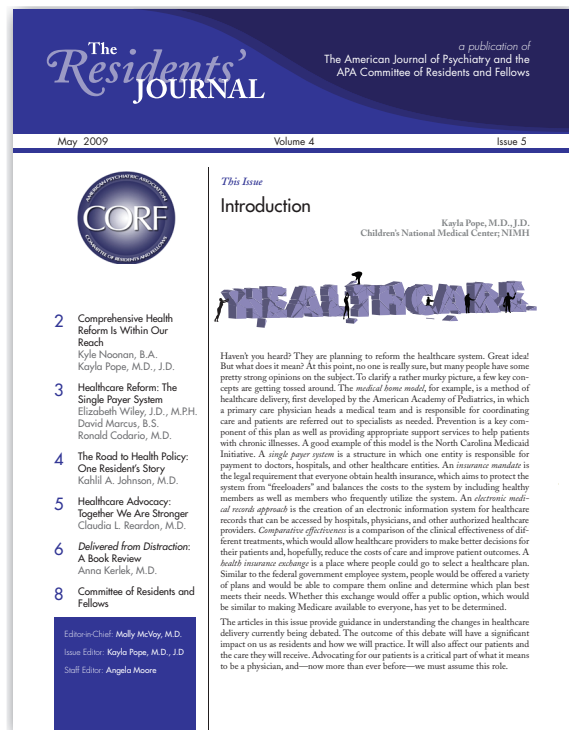 The
Residents'
JOURNAL
a publication of
The American Journal of Psychiatry and the
APA Committee of Residents and Fellows
May 2009 Volume 4 Issue 5
AMERICAN PSYCHIATRIC ASSOCIATION
CORF
COMMITTEE OF RESIDENTS AND FELLOWS
2 Comprehensive Health
Reform Is Within Our
Reach
Kyle Noonan, B.A.
Kayla Pope, M.D., J.D.
3 Healthcare Reform: The
Single Payer System
Elizabeth Wiley, J.D., M.P.H.
David Marcus, B.S.
Ronald Codario, M.D.
4 The Road to Health Policy:
One Resident's Story
Kahlil A. Johnson, M.D.
5 Healthcare Advocacy:
Together We Are Stronger
Claudia L. Reardon, M.D.
6 Delivered from Distraction:
A Book Review
Anna Kerlek, M.D.
8 Committee of Residents and
Fellows
Editor-in-Chief: Molly McVoy, M.D.
Issue Editor: Kayla Pope, M.D., J.D
Staff Editor: Angela Moore
This Issue
Introduction
Kayla Pope, M.D., J.D.
Children's National Medical Center; NIMH
HEALTHCARE
Haven't you heard? They are planning to reform the healthcare system. Great idea!
But what does it mean? At this point, no one is really sure, but many people have some
pretty strong opinions on the subject. To clarify a rather murky picture, a few key con-
cepts are getting tossed around. The medical home model, for example, is a method of
healthcare delivery, first developed by the American Academy of Pediatrics, in which
a primary care physician heads a medical team and is responsible for coordinating
care and patients are referred out to specialists as needed. Prevention is a key com-
ponent of this plan as well as providing appropriate support services to help patients
with chronic illnesses. A good example of this model is the North Carolina Medicaid
Initiative. A single payer system is a structure in which one entity is responsible for
payment to doctors, hospitals, and other healthcare entities. An insurance mandate is
the legal requirement that everyone obtain health insurance, which aims to protect the
system from "freeloaders" and balances the costs to the system by including healthy
members as well as members who frequently utilize the system. An electronic medi-
cal records approach is the creation of an electronic information system for healthcare
records that can be accessed by hospitals, physicians, and other authorized healthcare
providers. Comparative effectiveness is a comparison of the clinical effectiveness of dif-
ferent treatments, which would allow healthcare providers to make better decisions for
their patients and, hopefully, reduce the costs of care and improve patient outcomes. A
health insurance exchange is a place where people could go to select a healthcare plan.
Similar to the federal government employee system, people would be offered a variety
of plans and would be able to compare them online and determine which plan best
meets their needs. Whether this exchange would offer a public option, which would
be similar to making Medicare available to everyone, has yet to be determined.
The articles in this issue provide guidance in understanding the changes in healthcare
delivery currently being debated. The outcome of this debate will have a significant
impact on us as residents and how we will practice. It will also affect our patients and
the care they will receive. Advocating for our patients is a critical part of what it means
to be a physician, and—now more than ever before—we must assume this role.